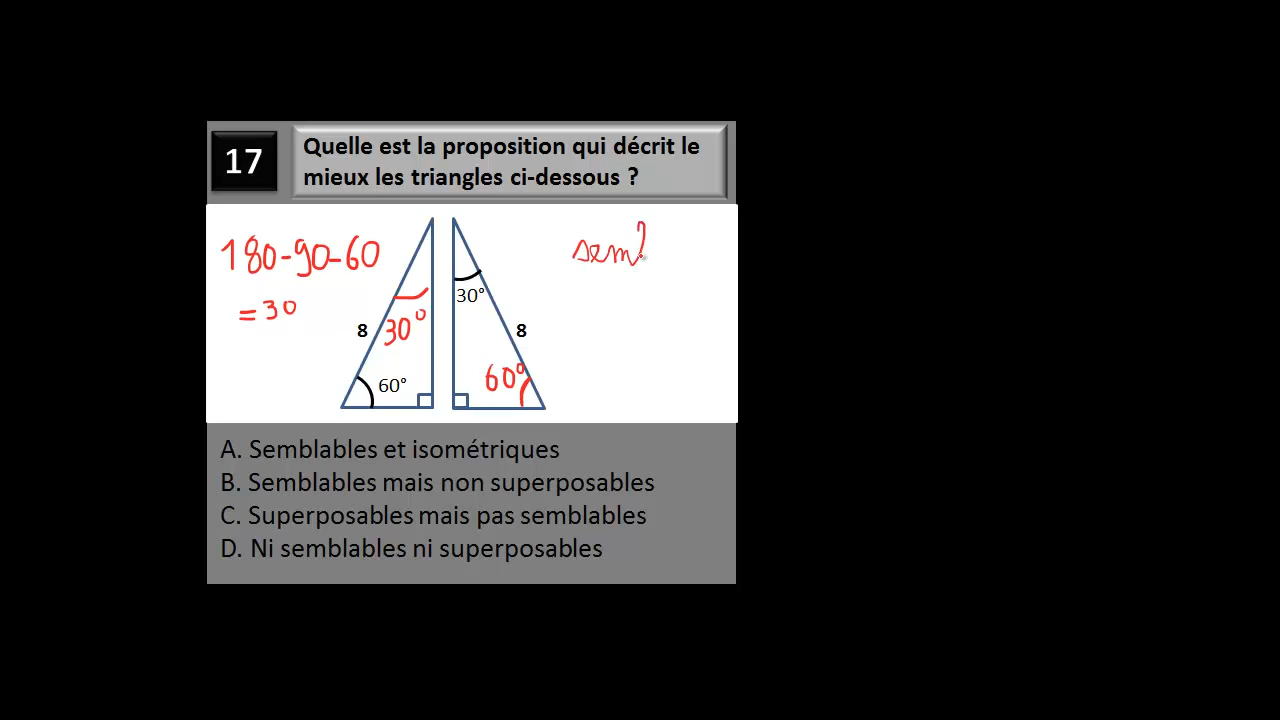 17
Quelle est la proposition qui décrit le
mieux les triangles ci-dessous ?
180-90-60
= 30
sem?
30°
8
30°
8
60°
60°
A. Semblables et isométriques
B. Semblables mais non superposables
C. Superposables mais pas semblables
D. Ni semblables ni superposables